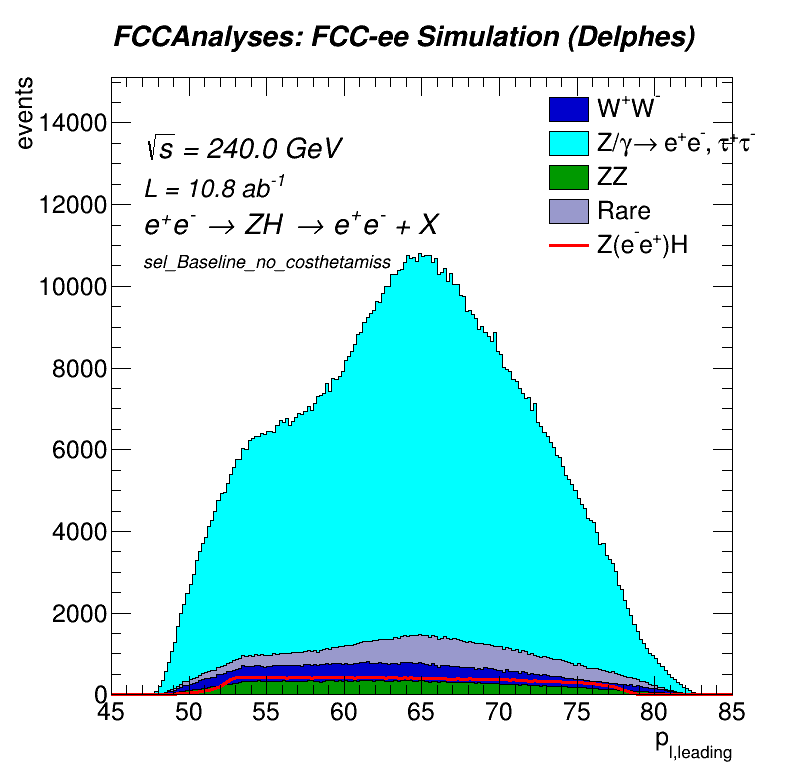 FCCAnalyses: FCC-ee Simulation (Delphes)
events
14000
12000
10000
8000
6000
4000
2000
0
√s = 240.0 GeV
L = 10.8 ab⁻¹
e⁺e⁻ → ZH → e⁺e⁻ + X
sel_Baseline_no_costhetamiss
W⁺W⁻
Z/γ→ e⁺e⁻, τ⁺τ⁻
ZZ
Rare
Z(e⁻e⁺)H
45 50 55 60 65 70 75 80 85
p_l,leading